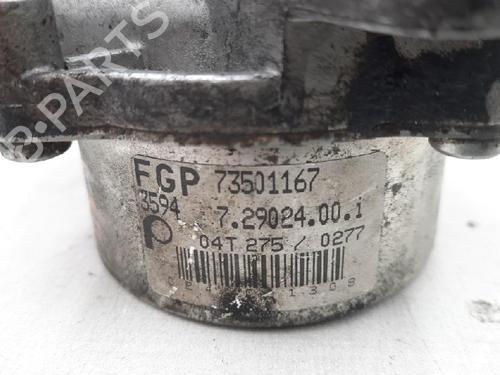 B-PARTS
FGP 73501167
3594 7.29024.00.1
P 04T 275 / 0277